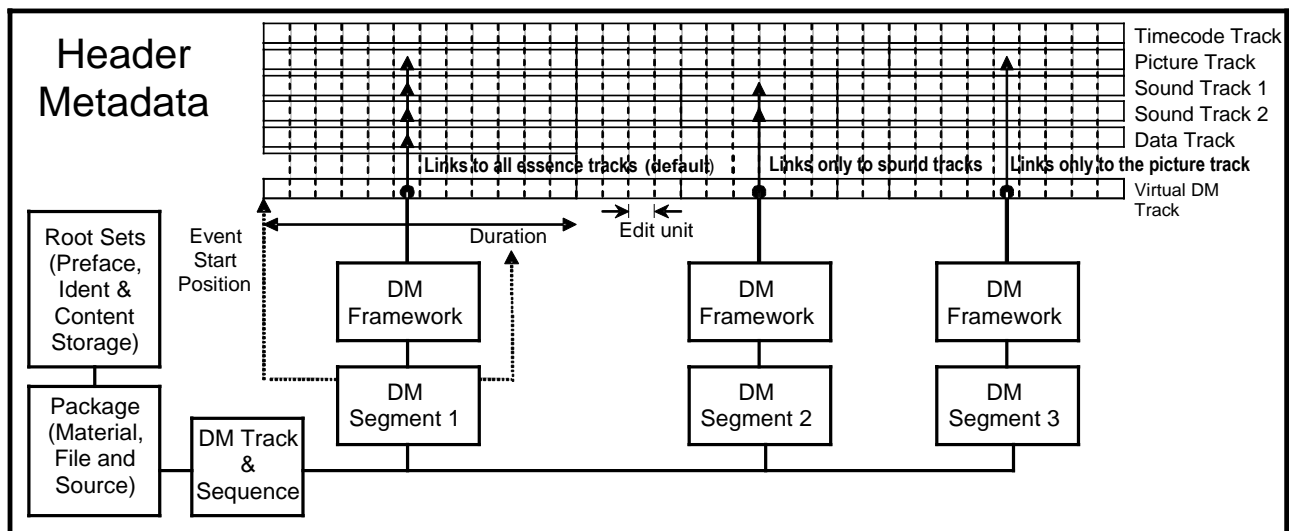 Header
Metadata
Timecode Track
Picture Track
Sound Track 1
Sound Track 2
Data Track
Links to all essence tracks (default)
Links only to sound tracks
Links only to the picture track
Virtual DM
Track
Event
Start
Position
Duration
Edit unit
Root Sets
(Preface,
Ident &
Content
Storage)
DM
Framework
DM
Framework
DM
Framework
Package
(Material,
File and
Source)
DM Track
&
Sequence
DM
Segment 1
DM
Segment 2
DM
Segment 3